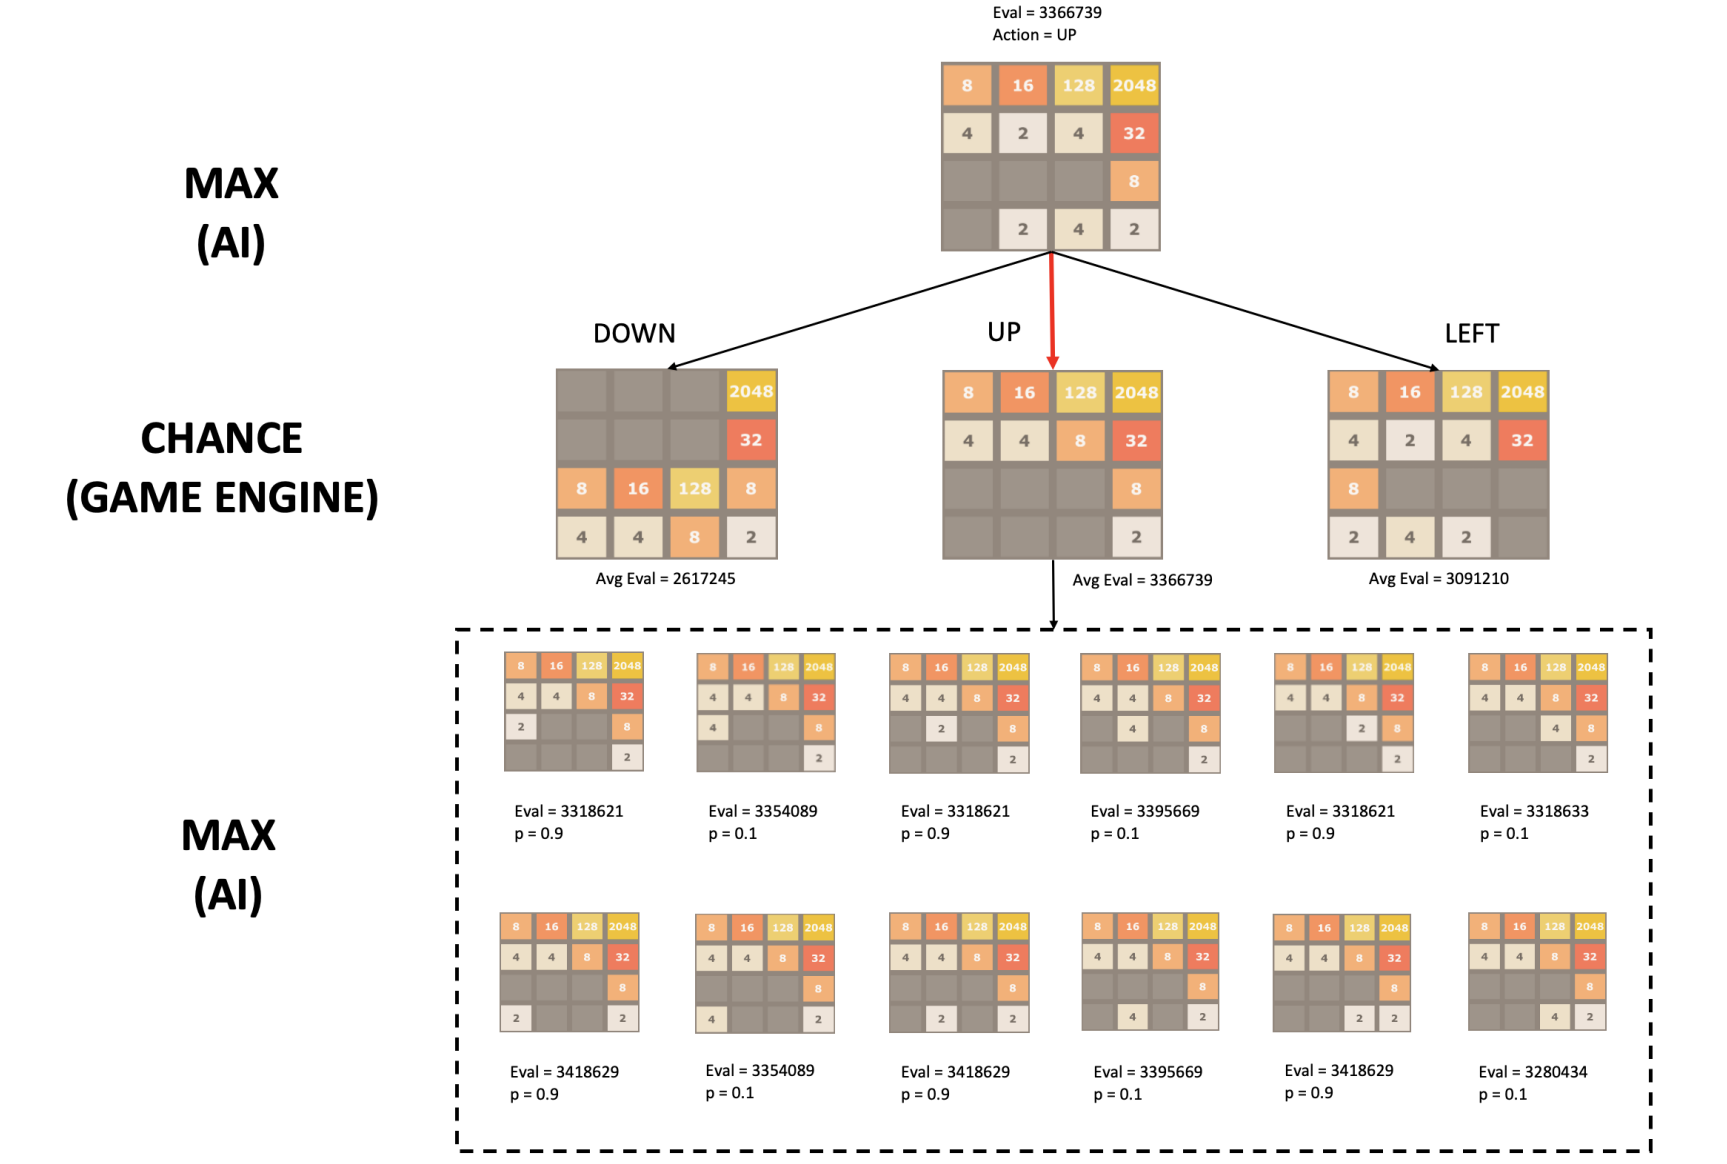 Eval = 3366739
Action = UP
8 16 128 2048
4 2 4 32
8
2 4 2
MAX
(AI)
DOWN
UP
LEFT
CHANCE
(GAME ENGINE)
2048
32
8 16 128 8
4 4 8 2
8 16 128 2048
4 4 8 32
8
2
8 16 128 2048
4 2 4 32
8
2 4 2
Avg Eval = 2617245
Avg Eval = 3366739
Avg Eval = 3091210
MAX
(AI)
8 16 128 2048
4 4 8 32
2 8
2
Eval = 3318621
p = 0.9
8 16 128 2048
4 4 8 32
4 8
2
Eval = 3354089
p = 0.1
8 16 128 2048
4 4 8 32
2 8
2
Eval = 3318621
p = 0.9
8 16 128 2048
4 4 8 32
4 8
2
Eval = 3395669
p = 0.1
8 16 128 2048
4 4 8 32
2 8
2
Eval = 3318621
p = 0.9
8 16 128 2048
4 4 8 32
4 8
2
Eval = 3318633
p = 0.1
8 16 128 2048
4 4 8 32
8
2 2
Eval = 3418629
p = 0.9
8 16 128 2048
4 4 8 32
8
4 2
Eval = 3354089
p = 0.1
8 16 128 2048
4 4 8 32
8
2 2
Eval = 3418629
p = 0.9
8 16 128 2048
4 4 8 32
8
4 2
Eval = 3395669
p = 0.1
8 16 128 2048
4 4 8 32
8
2 2
Eval = 3418629
p = 0.9
8 16 128 2048
4 4 8 32
8
4 2
Eval = 3280434
p = 0.1